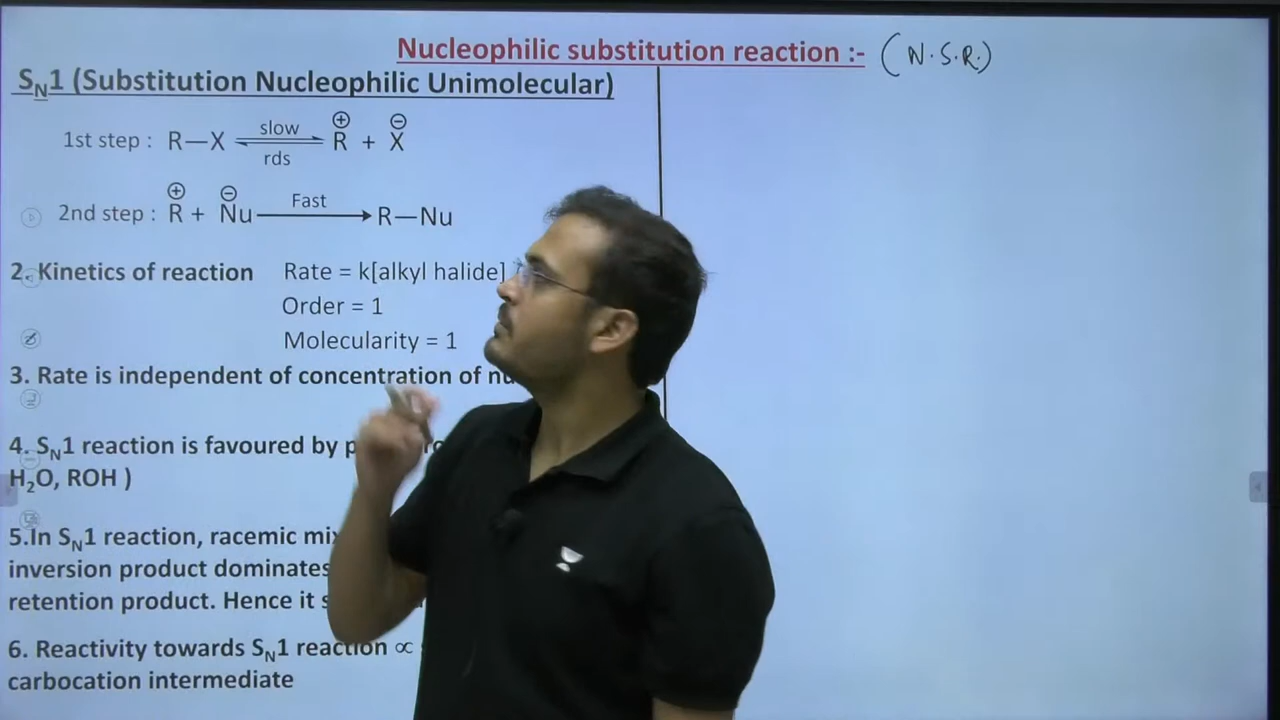 Nucleophilic substitution reaction :- (N.S.R.)
SN1 (Substitution Nucleophilic Unimolecular)
1st step : R—X ⇌ R⊕ + X⊖
slow
rds
2nd step : R⊕ + Nu⊖ ⟶ R—Nu
Fast
2. Kinetics of reaction Rate = k[alkyl halide]
Order = 1
Molecularity = 1
3. Rate is independent of concentration of
4. SN1 reaction is favoured by
H2O, ROH )
5.In SN1 reaction, racemic
inversion product dominates
retention product. Hence it
6. Reactivity towards SN1 reaction ∝
carbocation intermediate